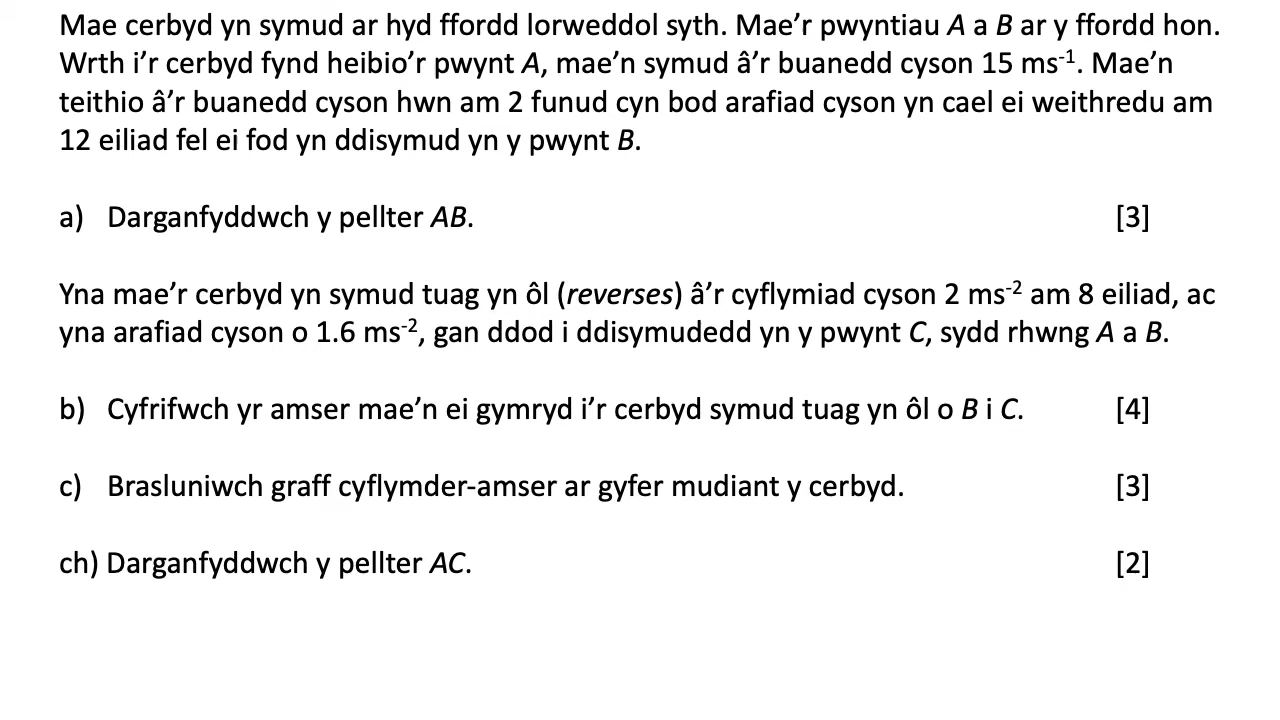 Mae cerbyd yn symud ar hyd ffordd lorweddol syth. Mae’r pwyntiau A a B ar y ffordd hon.
Wrth i’r cerbyd fynd heibio’r pwynt A, mae’n symud â’r buanedd cyson 15 ms⁻¹. Mae’n
teithio â’r buanedd cyson hwn am 2 funud cyn bod arafiad cyson yn cael ei weithredu am
12 eiliad fel ei fod yn ddisymud yn y pwynt B.
a) Darganfyddwch y pellter AB. [3]
Yna mae’r cerbyd yn symud tuag yn ôl (reverses) â’r cyflymiad cyson 2 ms⁻² am 8 eiliad, ac
yna arafiad cyson o 1.6 ms⁻², gan ddod i ddisymudedd yn y pwynt C, sydd rhwng A a B.
b) Cyfrifwch yr amser mae’n ei gymryd i’r cerbyd symud tuag yn ôl o B i C. [4]
c) Brasluniwch graff cyflymder-amser ar gyfer mudiant y cerbyd. [3]
ch) Darganfyddwch y pellter AC. [2]